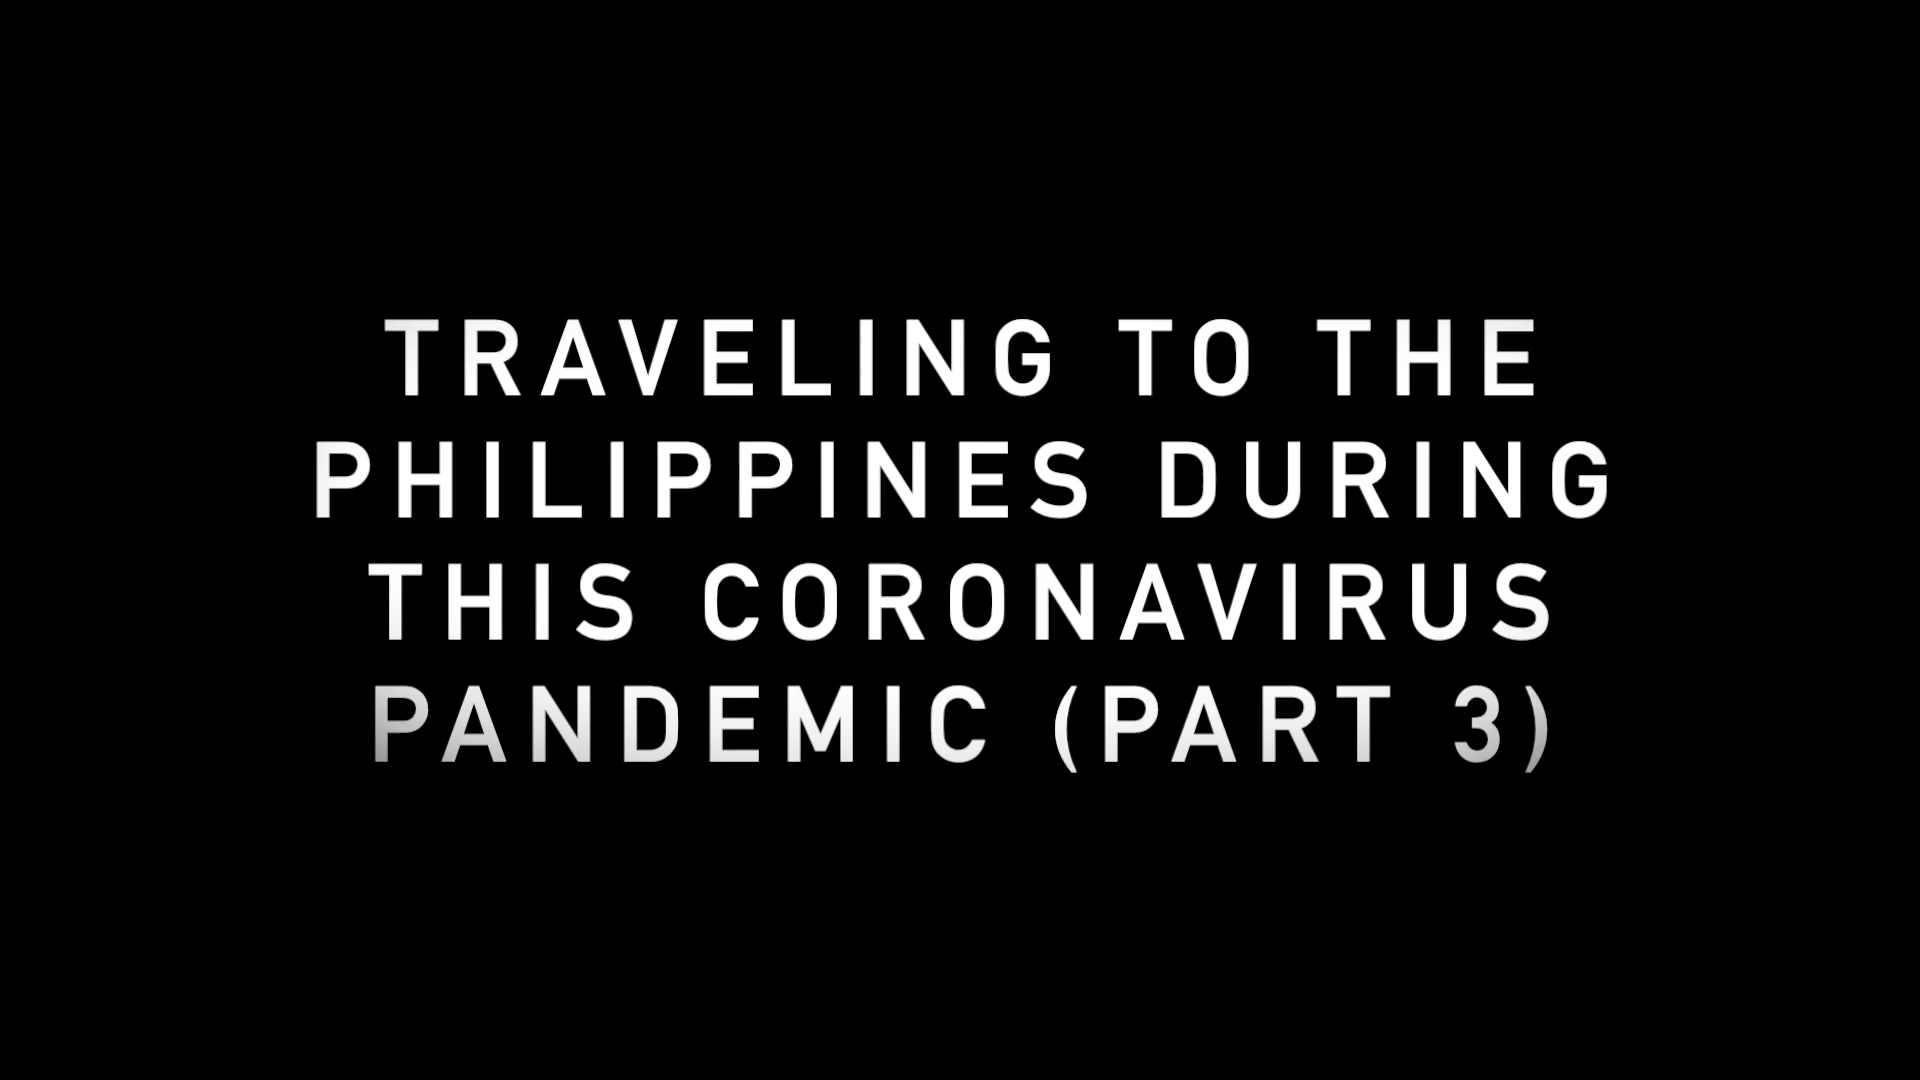 TRAVELING TO THE
PHILIPPINES DURING
THIS CORONAVIRUS
PANDEMIC (PART 3)